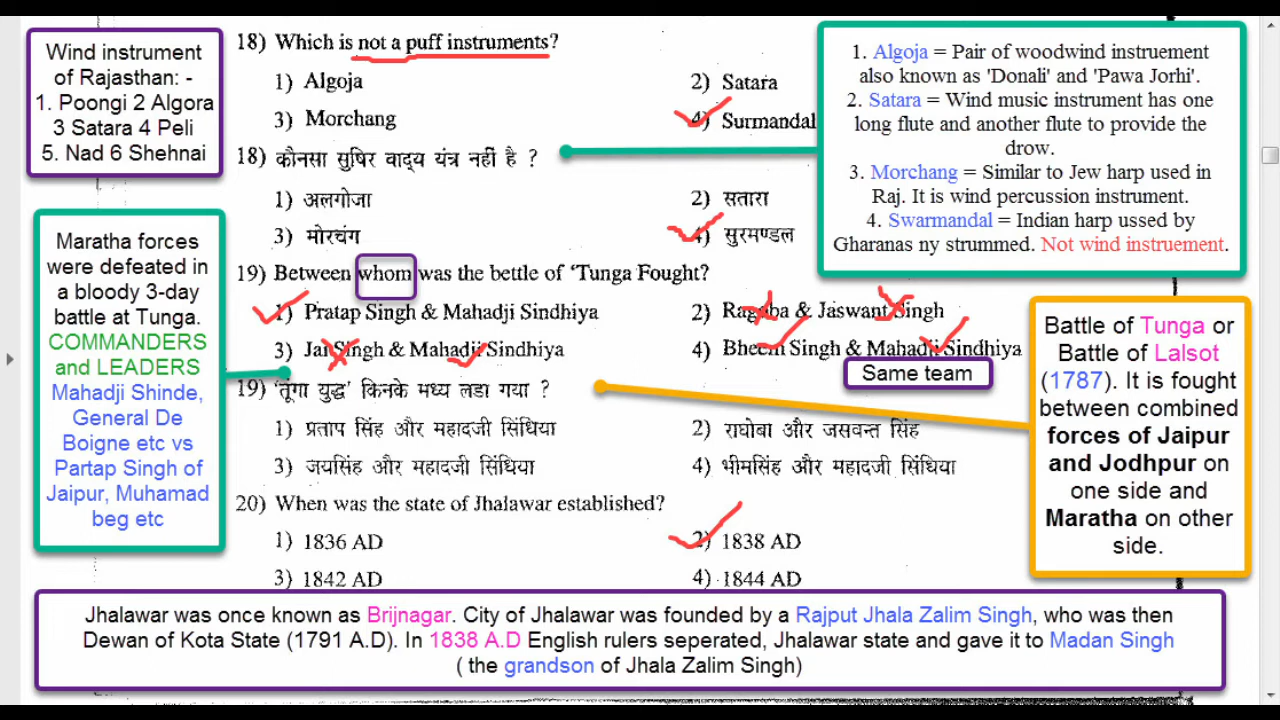 Wind instrument
of Rajasthan: -
1. Poongi 2 Algora
3 Satara 4 Peli
5. Nad 6 Shehnai
18) Which is not a puff instruments?
1) Algoja
2) Satara
3) Morchang
4) Surmandal
18) कौनसा सुषिर वाद्य यंत्र नहीं है ?
1) अलगोजा
2) सतारा
3) मोरचंग
4) सुरमण्डल
1. Algoja = Pair of woodwind instruement
also known as 'Donali' and 'Pawa Jorhi'.
2. Satara = Wind music instrument has one
long flute and another flute to provide the
drow.
3. Morchang = Similar to Jew harp used in
Raj. It is wind percussion instrument.
4. Swarmandal = Indian harp ussed by
Gharanas ny strummed. Not wind instruement.
Maratha forces
were defeated in
a bloody 3-day
battle at Tunga.
COMMANDERS
and LEADERS
Mahadji Shinde,
General De
Boigne etc vs
Partap Singh of
Jaipur, Muhamad
beg etc
19) Between whom was the bettle of 'Tunga Fought?
1) Pratap Singh & Mahadji Sindhiya
2) Ragoba & Jaswant Singh
3) Jai Singh & Mahadji Sindhiya
4) Bheem Singh & Mahadji Sindhiya
Same team
19) 'तूंगा युद्ध' किनके मध्य लडा गया ?
1) प्रताप सिंह और महादजी सिंधिया
2) राघोबा और जसवन्त सिंह
3) जयसिंह और महादजी सिंधिया
4) भीमसिंह और महादजी सिंधिया
Battle of Tunga or
Battle of Lalsot
(1787). It is fought
between combined
forces of Jaipur
and Jodhpur on
one side and
Maratha on other
side.
20) When was the state of Jhalawar established?
1) 1836 AD
2) 1838 AD
3) 1842 AD
4) 1844 AD
Jhalawar was once known as Brijnagar. City of Jhalawar was founded by a Rajput Jhala Zalim Singh, who was then
Dewan of Kota State (1791 A.D). In 1838 A.D English rulers seperated, Jhalawar state and gave it to Madan Singh
( the grandson of Jhala Zalim Singh)